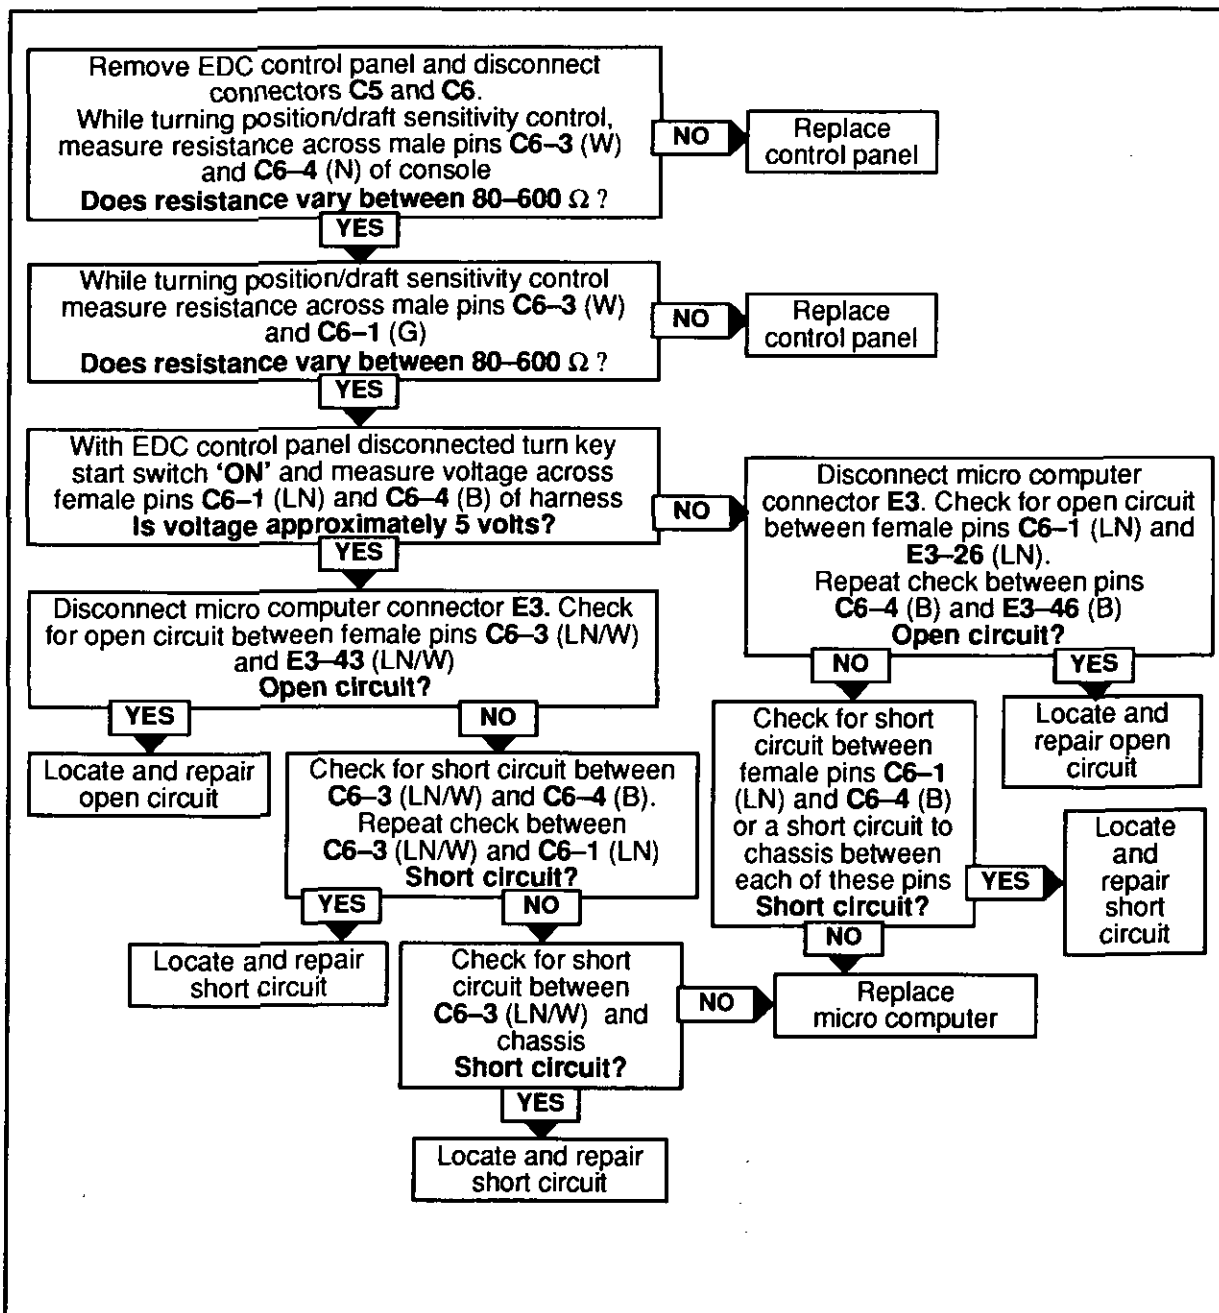 Remove EDC control panel and disconnect
connectors C5 and C6.
While turning position/draft sensitivity control,
measure resistance across male pins C6–3 (W)
and C6–4 (N) of console
Does resistance vary between 80–600 Ω ?
NO
Replace
control panel
YES
While turning position/draft sensitivity control
measure resistance across male pins C6–3 (W)
and C6–1 (G)
Does resistance vary between 80–600 Ω ?
NO
Replace
control panel
YES
With EDC control panel disconnected turn key
start switch ‘ON’ and measure voltage across
female pins C6–1 (LN) and C6–4 (B) of harness
Is voltage approximately 5 volts?
NO
Disconnect micro computer
connector E3. Check for open circuit
between female pins C6–1 (LN) and
E3–26 (LN).
Repeat check between pins
C6–4 (B) and E3–46 (B)
Open circuit?
YES
Disconnect micro computer connector E3. Check
for open circuit between female pins C6–3 (LN/W)
and E3–43 (LN/W)
Open circuit?
NO
YES
YES
NO
Check for short
circuit between
female pins C6–1
(LN) and C6–4 (B)
or a short circuit to
chassis between
each of these pins
Short circuit?
Locate and
repair open
circuit
Locate and repair
open circuit
Check for short circuit between
C6–3 (LN/W) and C6–4 (B).
Repeat check between
C6–3 (LN/W) and C6–1 (LN)
Short circuit?
YES
Locate
and
repair
short
circuit
YES
NO
NO
Locate and repair
short circuit
Check for short
circuit between
C6–3 (LN/W) and
chassis
Short circuit?
NO
Replace
micro computer
YES
Locate and repair
short circuit